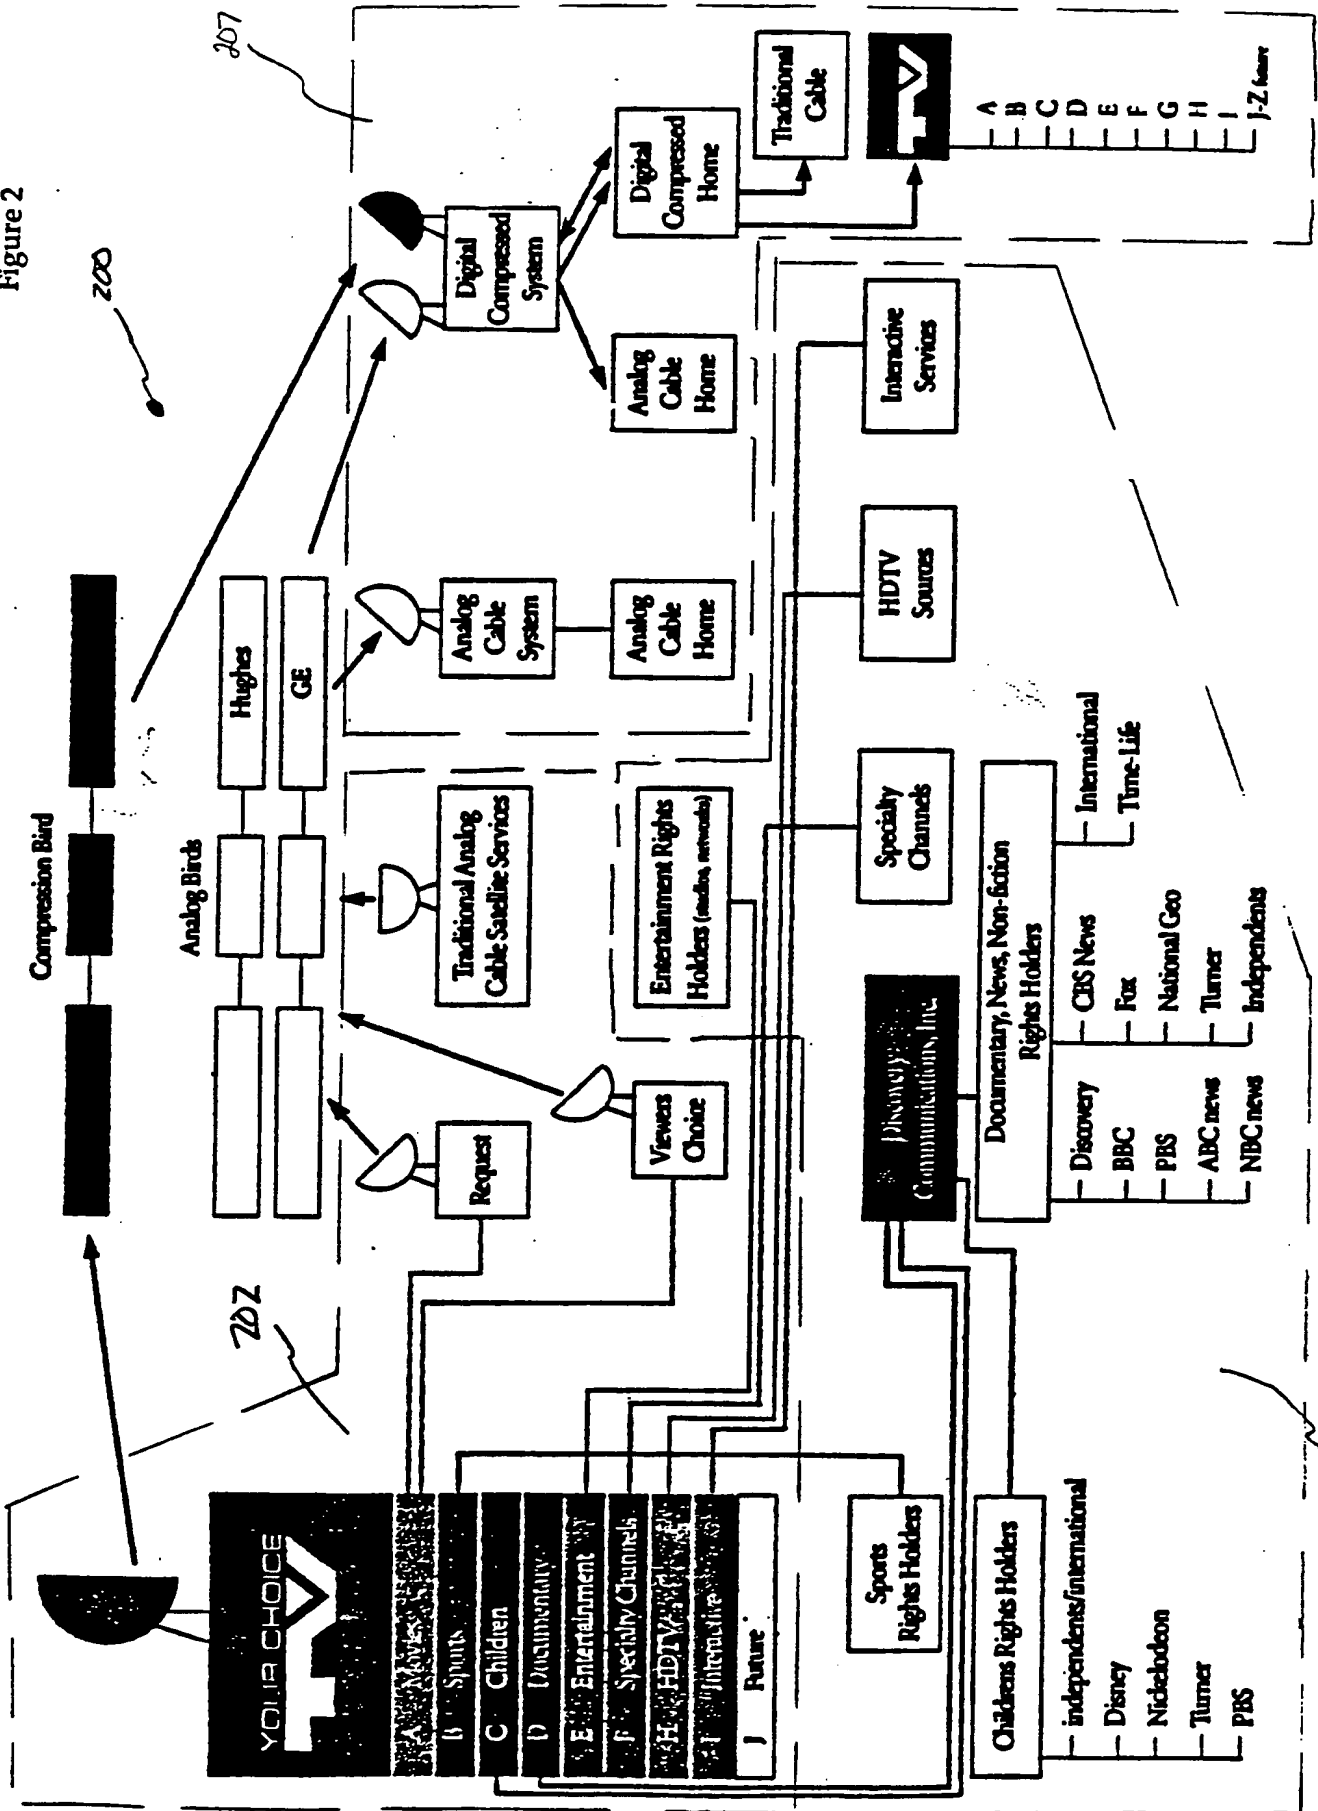 Figure 2
200
207
202
Compression Bird
Analog Birds
Hughes
GE
YOUR CHOICE
TV
A
B Sports
C Children
D Documentary
E Entertainment
F Specialty Channels
H HDTV
I Interactive
J Future
Request
Viewers
Choice
Traditional Analog
Cable Satellite Services
Entertainment Rights
Holders (studios, networks)
Analog
Cable
System
Analog
Cable
Home
Digital
Compressed
System
Analog
Cable
Home
Digital
Compressed
Home
Traditional
Cable
TV
A
B
C
D
E
F
G
H
I
J-Z future
Sports
Rights Holders
Childrens Rights Holders
independents/international
Disney
Nickelodeon
Turner
PBS
Discovery
Communications, Inc.
Documentary, News, Non-fiction
Rights Holders
Discovery
BBC
PBS
ABC news
NBC news
CBS News
Fox
National Geo
Turner
Independents
International
Time-Life
Specialty
Channels
HDTV
Sources
Interactive
Services